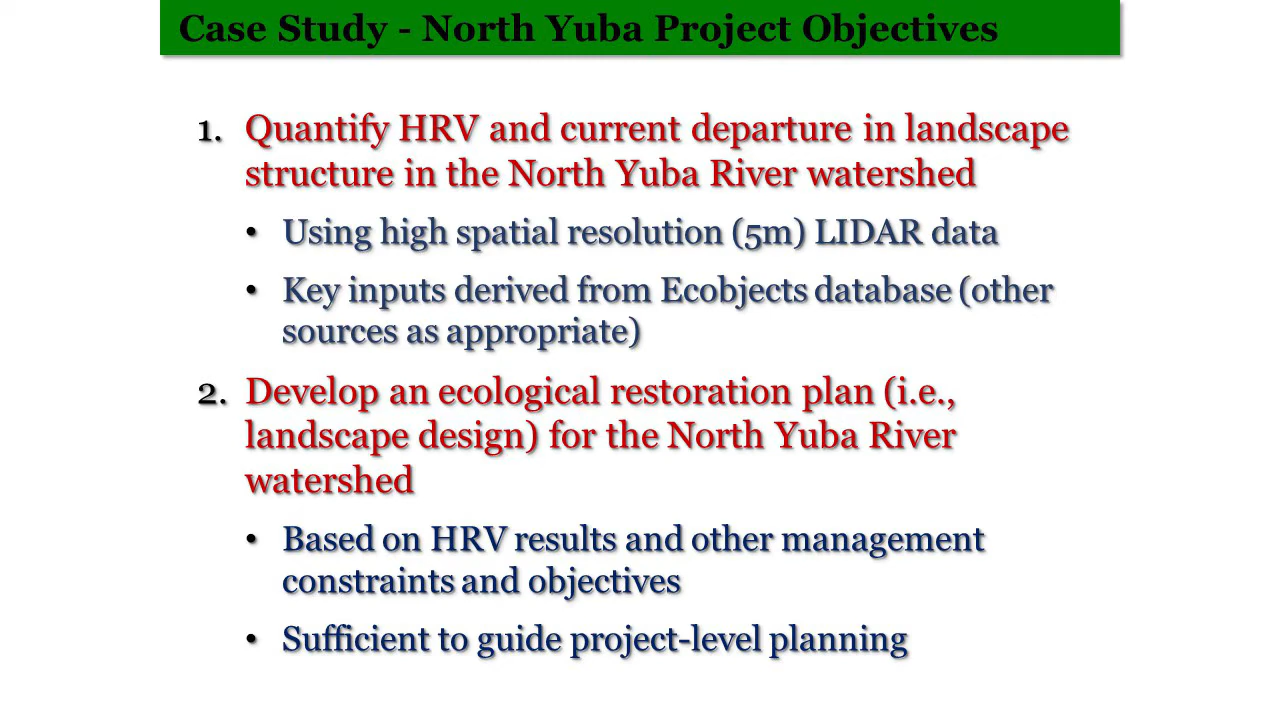 Case Study - North Yuba Project Objectives
1. Quantify HRV and current departure in landscape
structure in the North Yuba River watershed
• Using high spatial resolution (5m) LIDAR data
• Key inputs derived from Ecobjects database (other
sources as appropriate)
2. Develop an ecological restoration plan (i.e.,
landscape design) for the North Yuba River
watershed
• Based on HRV results and other management
constraints and objectives
• Sufficient to guide project-level planning